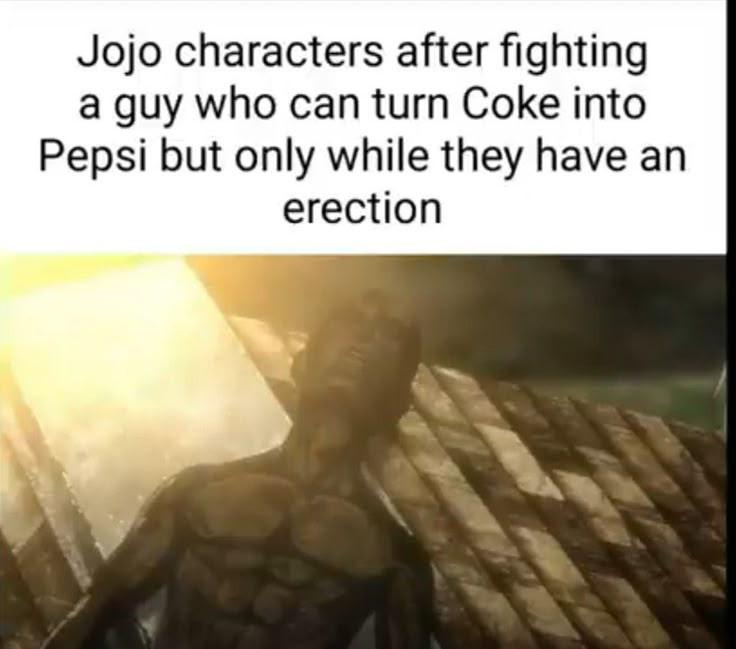 Jojo characters after fighting
a guy who can turn Coke into
Pepsi but only while they have an
erection